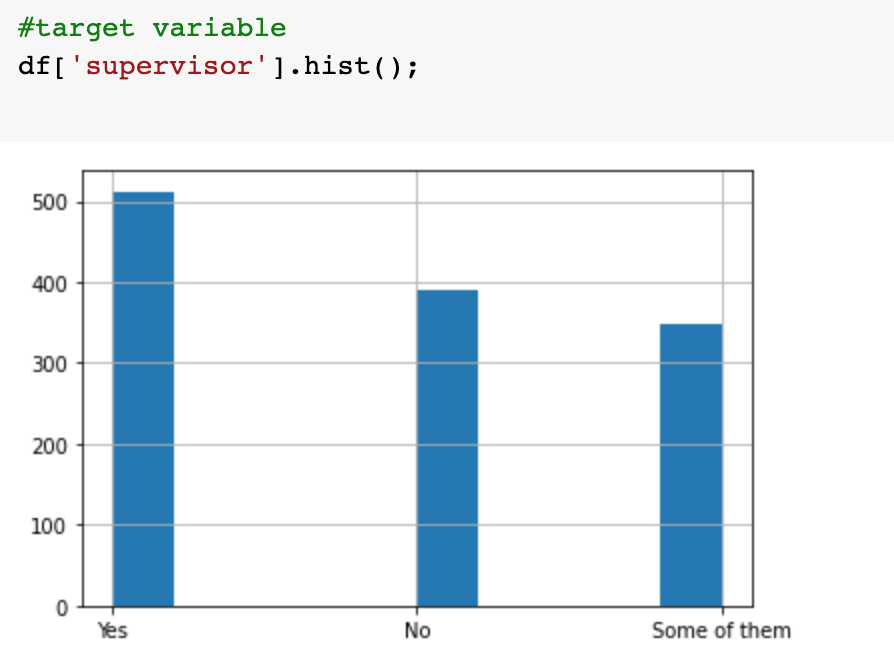 #target variable
df['supervisor'].hist();
500
400
300
200
100
0
Yes No Some of them